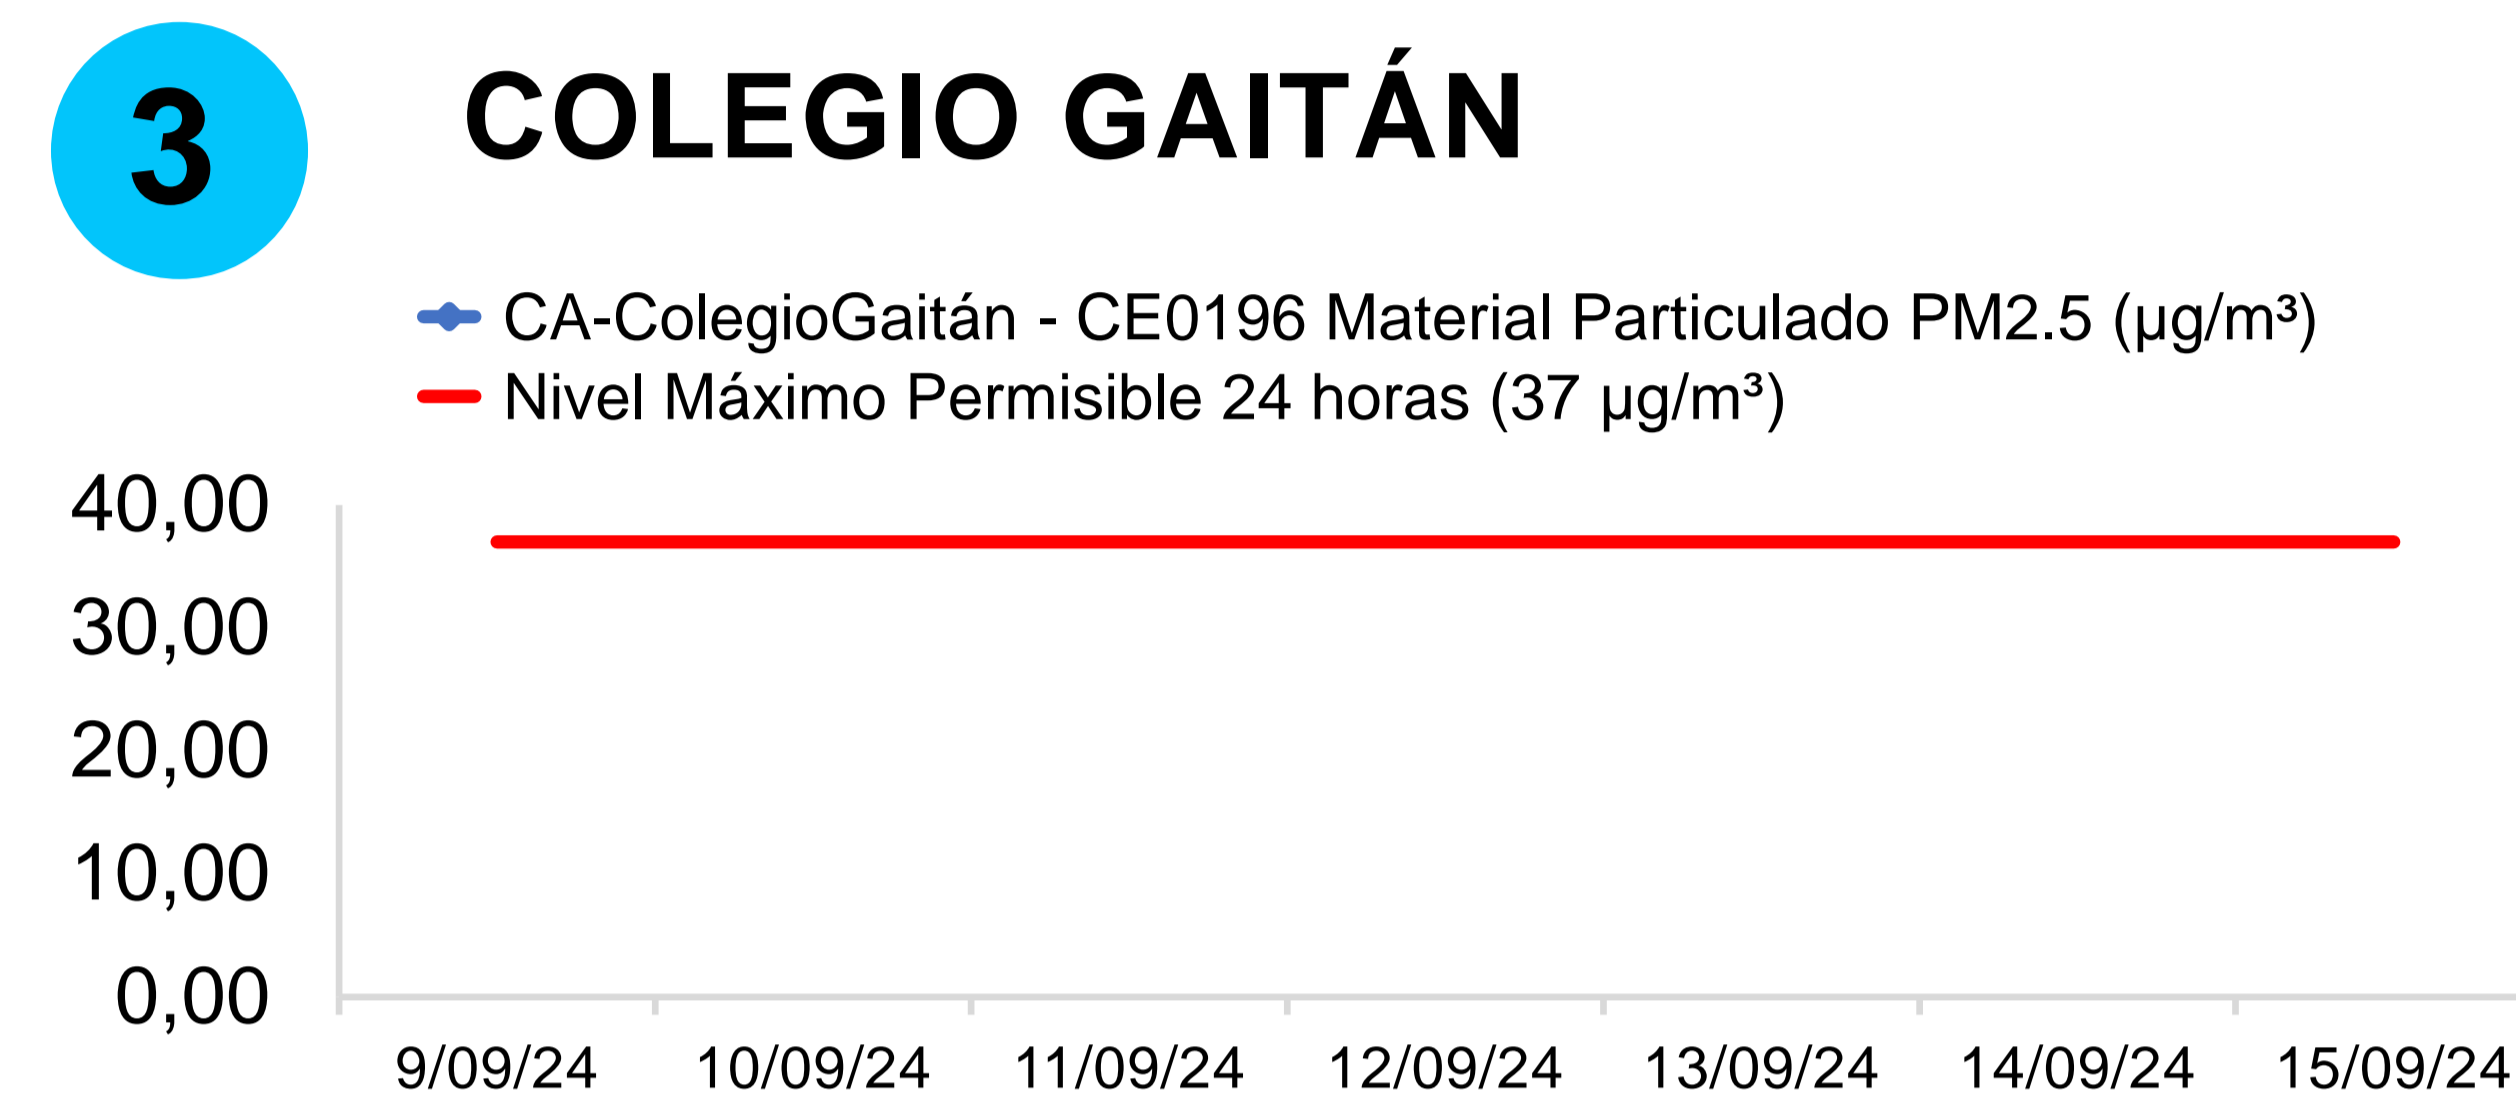 3
COLEGIO GAITÁN
CA-ColegioGaitán - CE0196 Material Particulado PM2.5 (µg/m³)
Nivel Máximo Permisible 24 horas (37 µg/m³)
40,00
30,00
20,00
10,00
0,00
9/09/24 10/09/24 11/09/24 12/09/24 13/09/24 14/09/24 15/09/24